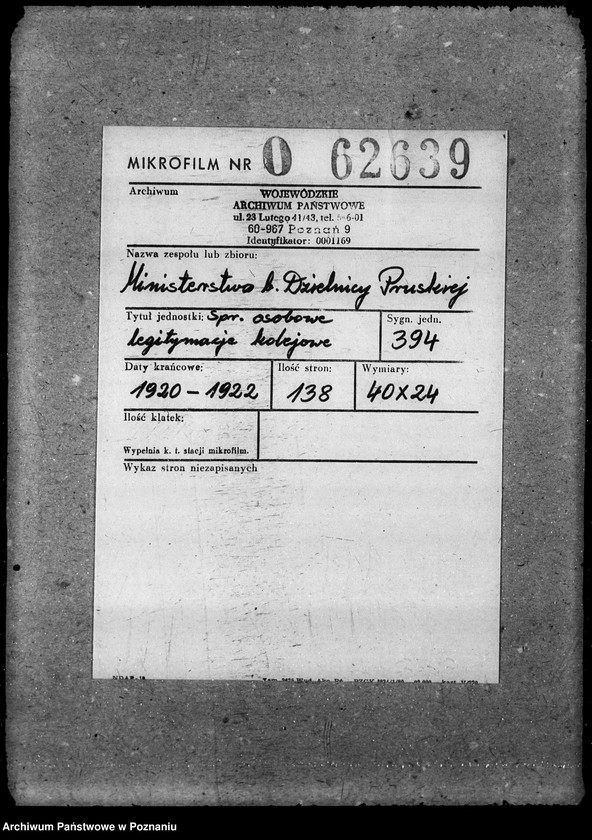 MIKROFILM NR O 62639
Archiwum
WOJEWÓDZKIE
ARCHIWUM PAŃSTWOWE
ul. 23 Lutego 41/43, tel. 6-01
60-967 Poznań 9
Identyfikator: 0001169
Nazwa zespołu lub zbioru:
Ministerstwo b. Dzielnicy Pruskiej
Tytuł jednostki: Spr. osobowe
legitymacje kolejowe
Sygn. jedn.
394
Daty krańcowe:
1920 – 1922
Ilość stron:
138
Wymiary:
40X24
Ilość klatek:
Wypełnia k. t. stacji mikrofilm.
Wykaz stron niezapisanych
Archiwum Państwowe w Poznaniu